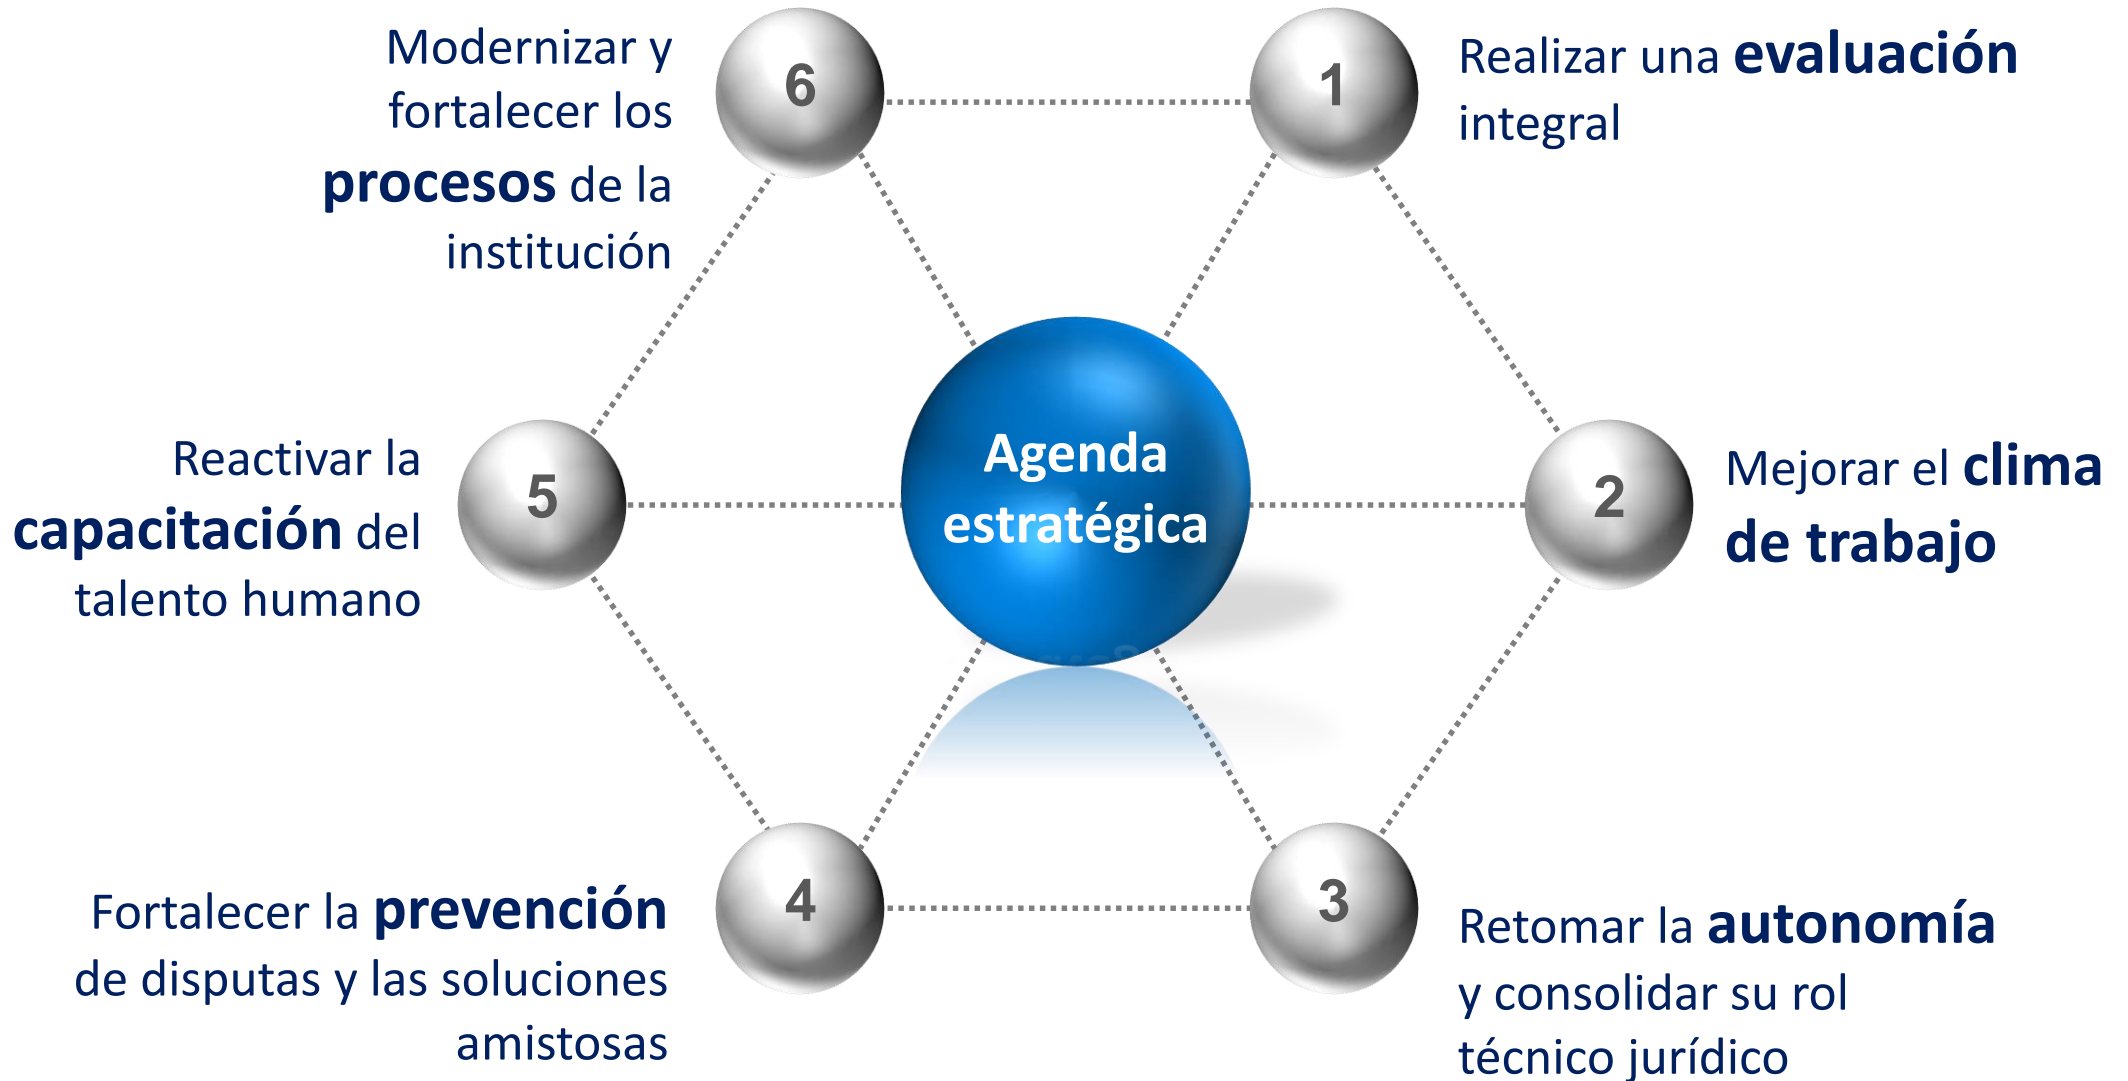 Agenda
estratégica
1
Realizar una evaluación
integral
2
Mejorar el clima
de trabajo
3
Retomar la autonomía
y consolidar su rol
técnico jurídico
4
Fortalecer la prevención
de disputas y las soluciones
amistosas
5
Reactivar la
capacitación del
talento humano
6
Modernizar y
fortalecer los
procesos de la
institución